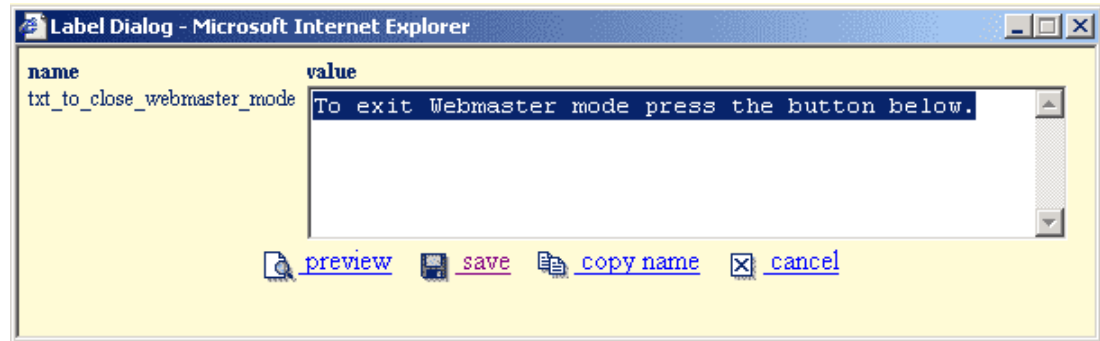 Label Dialog - Microsoft Internet Explorer
name value
txt_to_close_webmaster_mode To exit Webmaster mode press the button below.
preview save copy name cancel